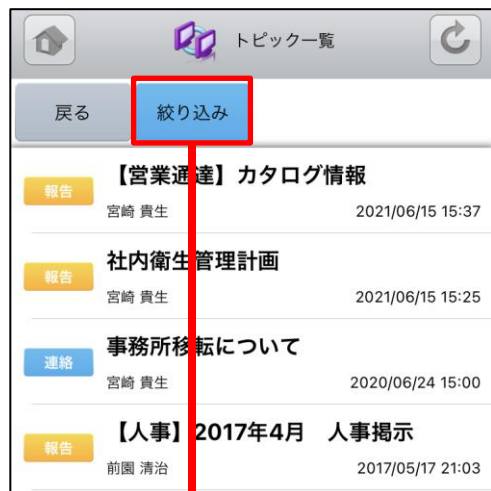 トピック一覧
戻る
絞り込み
【営業通達】カタログ情報
報告
宮崎 貴生
2021/06/15 15:37
社内衛生管理計画
報告
宮崎 貴生
2021/06/15 15:25
事務所移転について
連絡
宮崎 貴生
2020/06/24 15:00
【人事】2017年4月 人事掲示
報告
前園 清治
2017/05/17 21:03